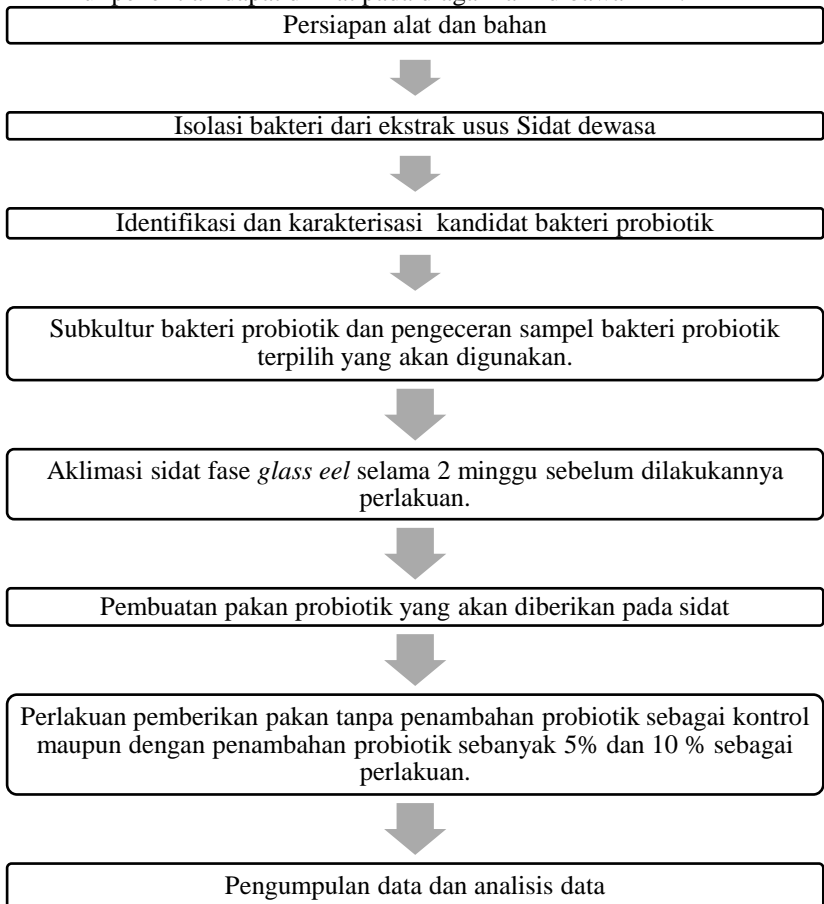 Persiapan alat dan bahan
Isolasi bakteri dari ekstrak usus Sidat dewasa
Identifikasi dan karakterisasi kandidat bakteri probiotik
Subkultur bakteri probiotik dan pengeceran sampel bakteri probiotik
terpilih yang akan digunakan.
Aklimasi sidat fase glass eel selama 2 minggu sebelum dilakukannya
perlakuan.
Pembuatan pakan probiotik yang akan diberikan pada sidat
Perlakuan pemberikan pakan tanpa penambahan probiotik sebagai kontrol
maupun dengan penambahan probiotik sebanyak 5% dan 10 % sebagai
perlakuan.
Pengumpulan data dan analisis data